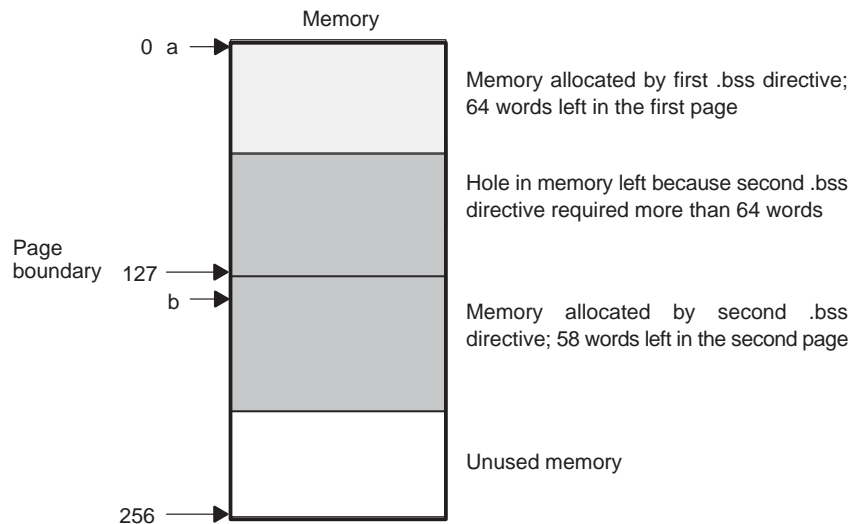 Memory
0 a
Memory allocated by first .bss directive;
64 words left in the first page
Hole in memory left because second .bss
directive required more than 64 words
Page
boundary 127
b
Memory allocated by second .bss
directive; 58 words left in the second page
Unused memory
256